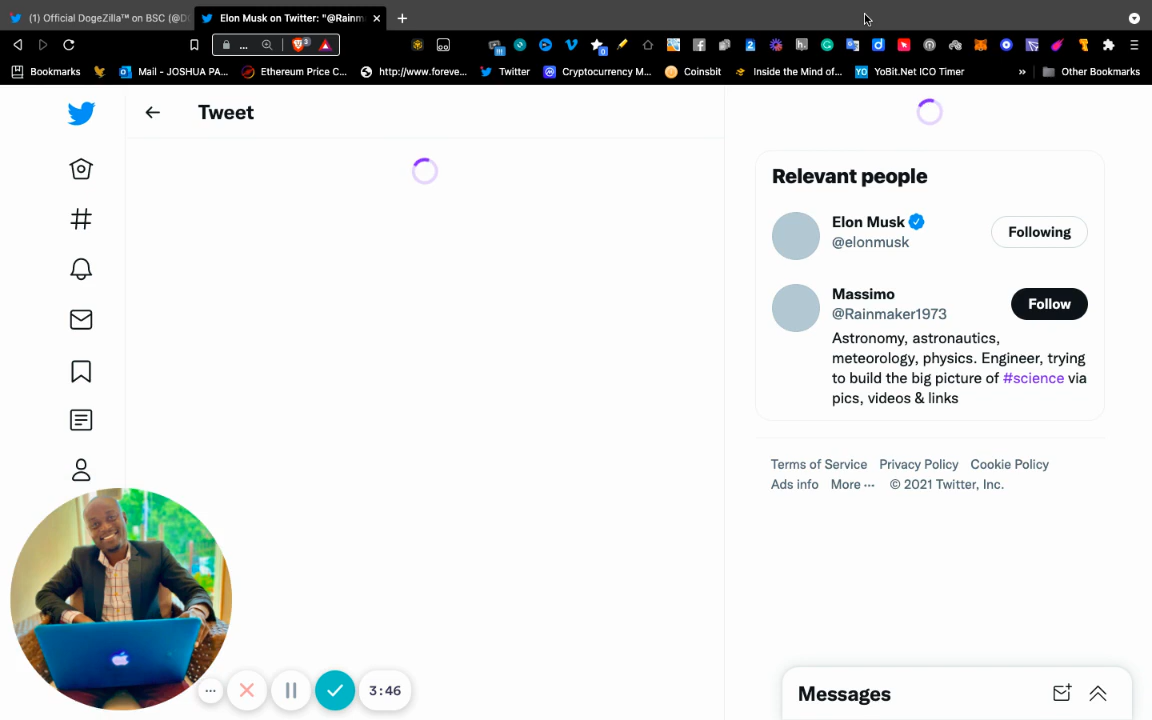 (1) Official DogeZilla™ on BSC (@D
Elon Musk on Twitter: "@Rainm
...
Bookmarks
Mail - JOSHUA PA...
Ethereum Price C...
http://www.foreve...
Twitter
Cryptocurrency M...
Coinsbit
Inside the Mind of...
YO YoBit.Net ICO Timer
»
Other Bookmarks
Tweet
Relevant people
Elon Musk
@elonmusk
Following
Massimo
@Rainmaker1973
Follow
Astronomy, astronautics,
meteorology, physics. Engineer, trying
to build the big picture of #science via
pics, videos & links
Terms of Service Privacy Policy Cookie Policy
Ads info More ··· © 2021 Twitter, Inc.
3:46
Messages